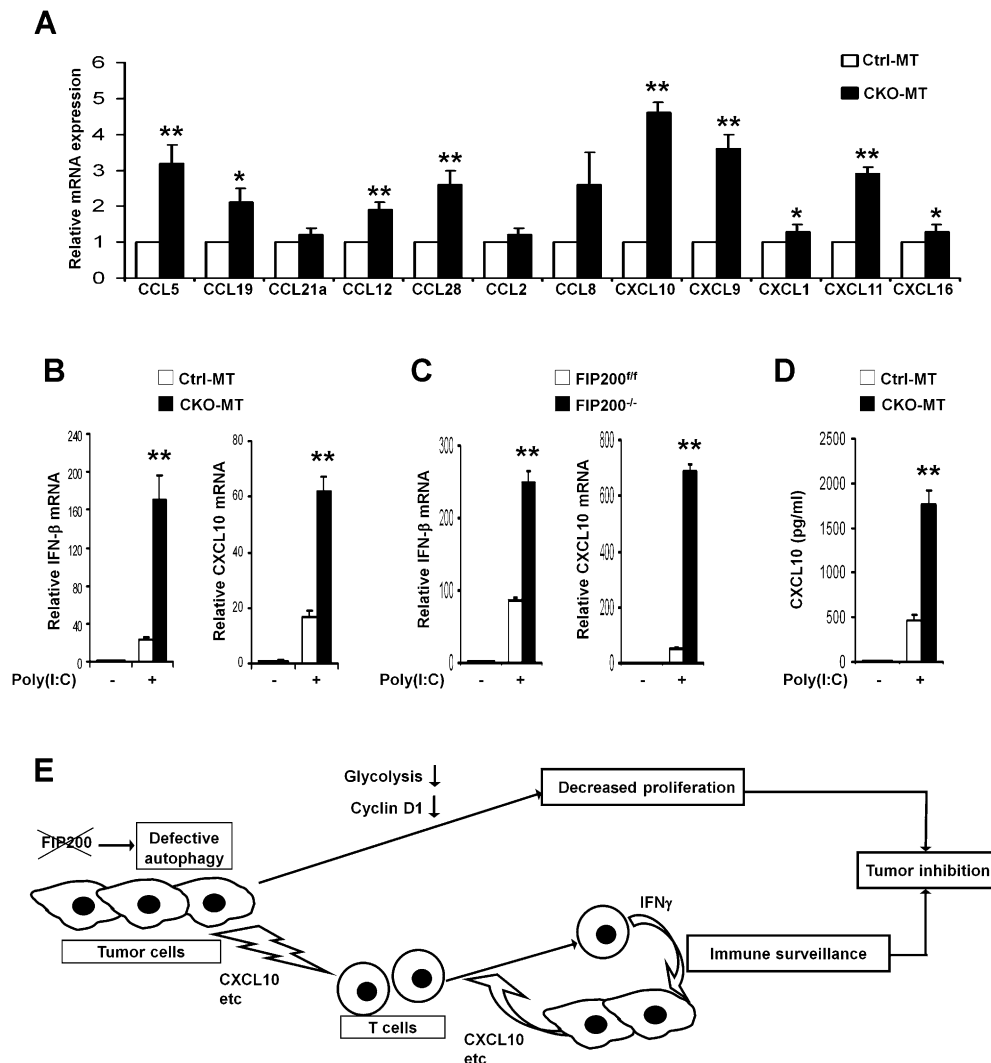 A
Relative mRNA expression
6
5
4
3
2
1
0
Ctrl-MT
CKO-MT
** * ** ** ** ** * ** *
CCL5 CCL19 CCL21a CCL12 CCL28 CCL2 CCL8 CXCL10 CXCL9 CXCL1 CXCL11 CXCL16
B
Ctrl-MT
CKO-MT
Relative IFN-β mRNA
240
200
160
120
80
40
0
**
Relative CXCL10 mRNA
80
60
40
20
0
**
Poly(I:C) - + - +
C
FIP200f/f
FIP200-/-
Relative IFN-β mRNA
300
200
100
0
**
Relative CXCL10 mRNA
800
600
400
200
0
**
Poly(I:C) - + - +
D
Ctrl-MT
CKO-MT
CXCL10 (pg/ml)
2500
2000
1500
1000
500
0
**
Poly(I:C) - +
E
FIP200
Defective
autophagy
Tumor cells
Glycolysis ↓
Cyclin D1 ↓
Decreased proliferation
Tumor inhibition
CXCL10
etc
T cells
IFNγ
CXCL10
etc
Immune surveillance